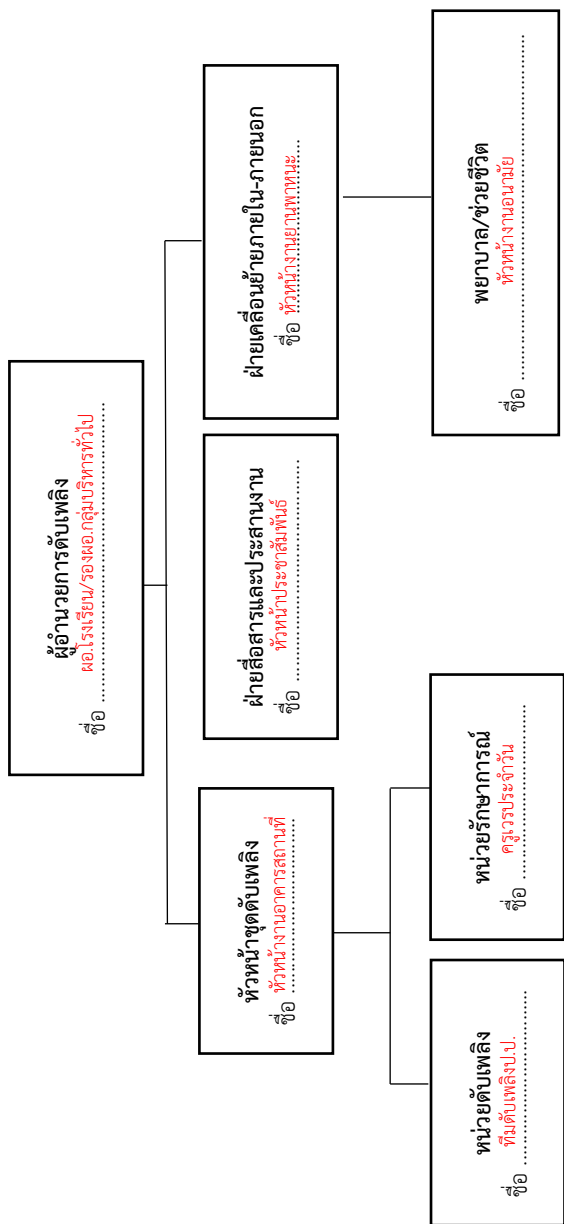 ผู้อำนวยการดับเพลิง
ผอ.โรงเรียน/รองผอ.กลุ่มบริหารทั่วไป
ชื่อ ......................................................
หัวหน้าชุดดับเพลิง
หัวหน้างานอาคารสถานที่
ชื่อ ......................................................
ฝ่ายสื่อสารและประสานงาน
หัวหน้าประชาสัมพันธ์
ชื่อ ......................................................
ฝ่ายเคลื่อนย้ายภายใน-ภายนอก
หัวหน้างานยานพาหนะ
ชื่อ ......................................................
หน่วยดับเพลิง
ทีมดับเพลิงป.ป.
ชื่อ ......................................................
หน่วยรักษาการณ์
ครูเวรประจำวัน
ชื่อ ......................................................
พยาบาล/ช่วยชีวิต
หัวหน้างานอนามัย
ชื่อ ......................................................